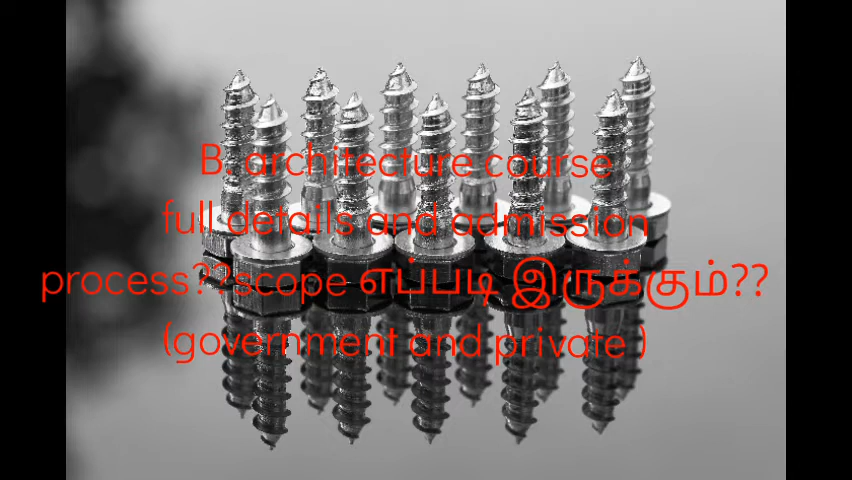 B. architecture course
full details and admission
process??scope எப்படி இருக்கும்??
(government and private )